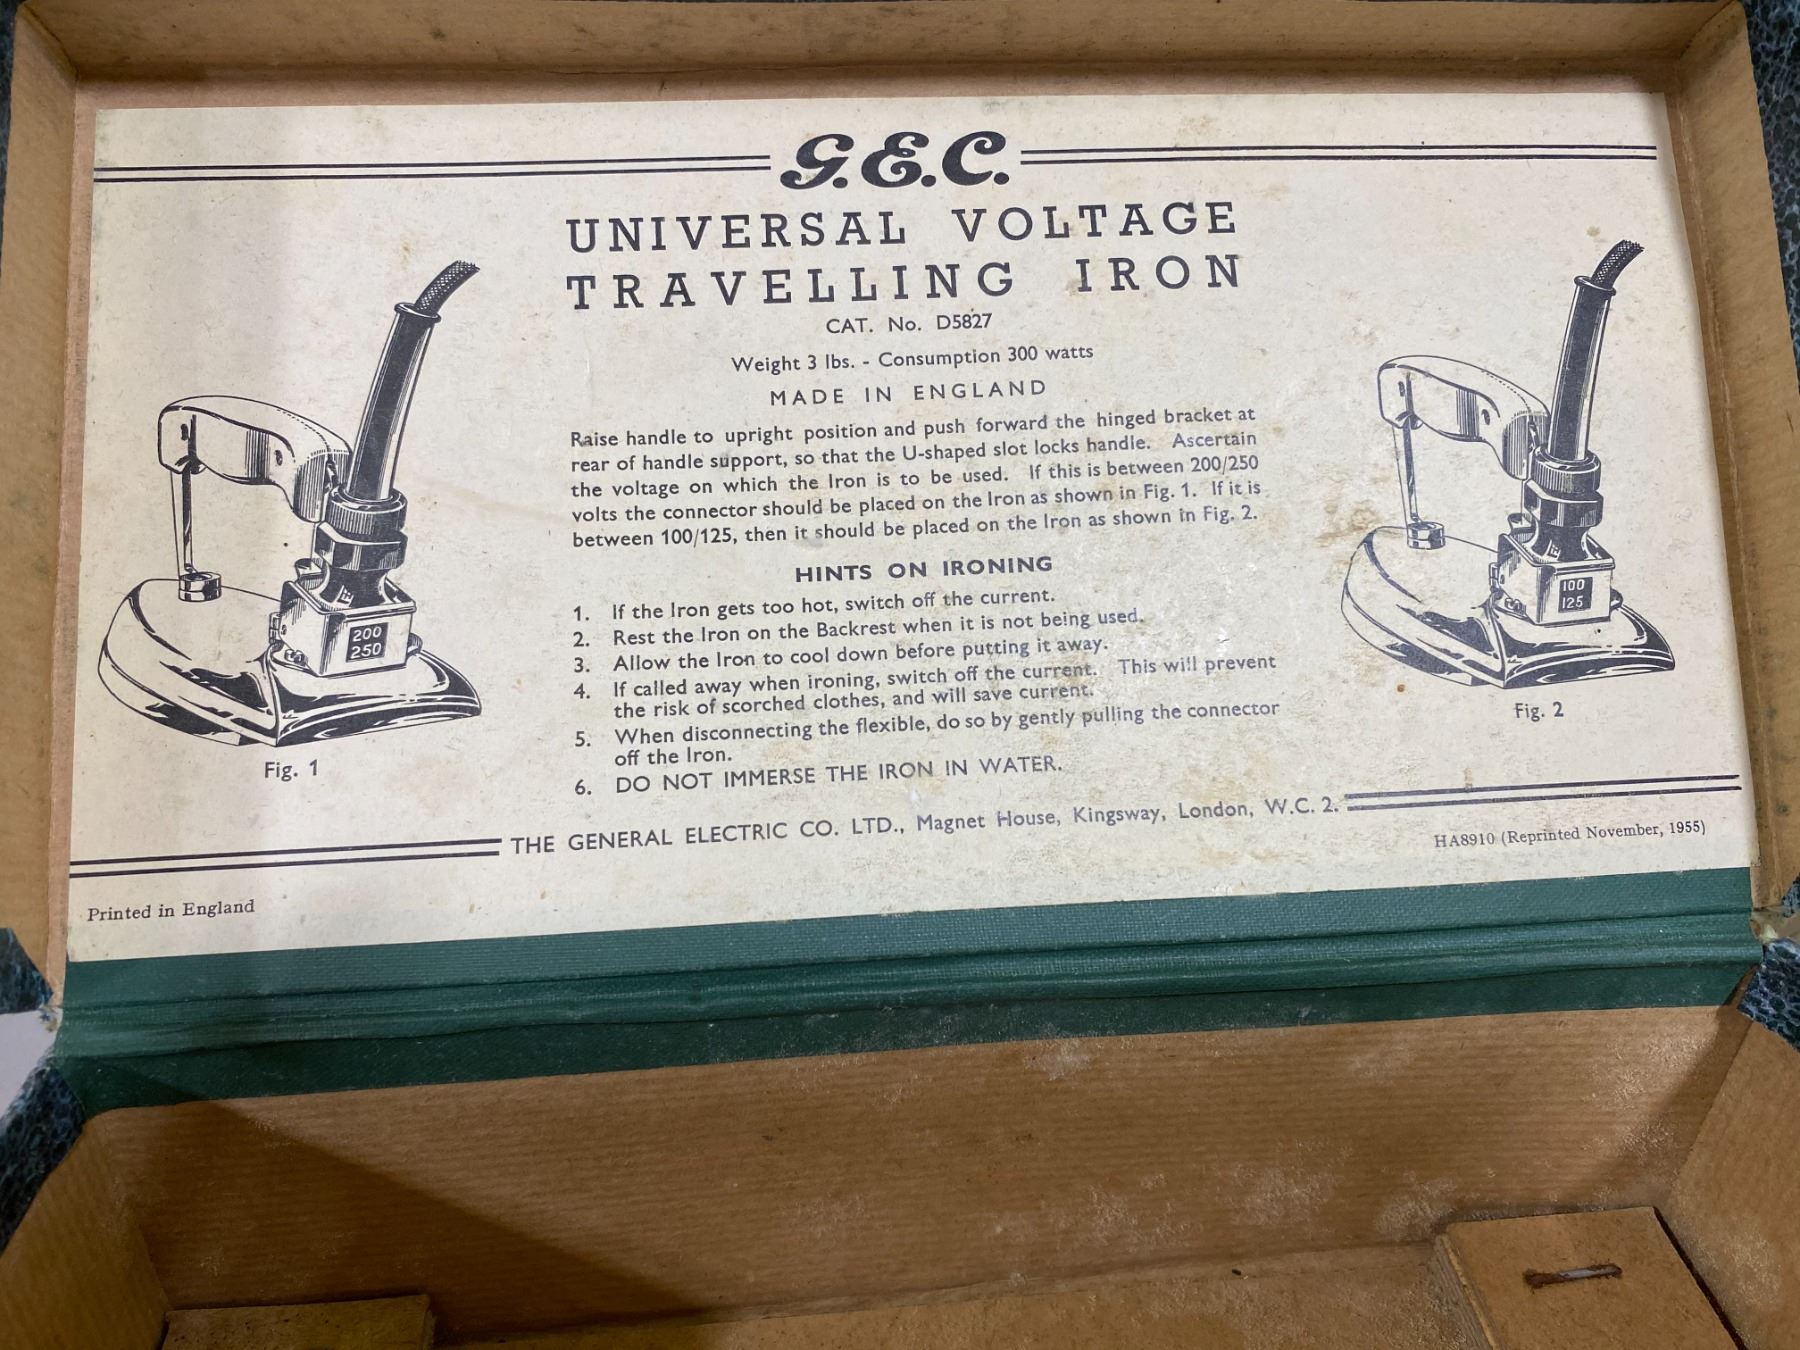 G.E.C.
UNIVERSAL VOLTAGE
TRAVELLING IRON
CAT. No. D5827
Weight 3 lbs. - Consumption 300 watts
MADE IN ENGLAND
Raise handle to upright position and push forward the hinged bracket at
rear of handle support, so that the U-shaped slot locks handle. Ascertain
the voltage on which the Iron is to be used. If this is between 200/250
volts the connector should be placed on the Iron as shown in Fig. 1. If it is
between 100/125, then it should be placed on the Iron as shown in Fig. 2.
HINTS ON IRONING
1. If the Iron gets too hot, switch off the current.
2. Rest the Iron on the Backrest when it is not being used.
3. Allow the Iron to cool down before putting it away.
4. If called away when ironing, switch off the current. This will prevent
the risk of scorched clothes, and will save current.
5. When disconnecting the flexible, do so by gently pulling the connector
off the Iron.
6. DO NOT IMMERSE THE IRON IN WATER.
200
250
Fig. 1
100
125
Fig. 2
THE GENERAL ELECTRIC CO. LTD., Magnet House, Kingsway, London, W.C. 2.
HA8910 (Reprinted November, 1955)
Printed in England